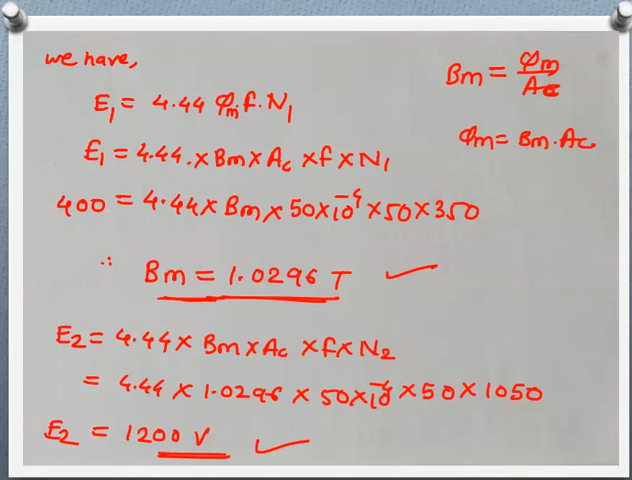 we have,
E₁ = 4.44 φm f. N₁
Bm = φm/Ac
φm = Bm. Ac
E₁ = 4.44. x Bm x Ac x f x N₁
400 = 4.44 x Bm x 50x10⁻⁴ x 50 x 350
∴ Bm = 1.0296 T
E₂ = 4.44 x Bm x Ac x f x N₂
= 4.44 x 1.0296 x 50x10⁻⁴ x 50 x 1050
E₂ = 1200 V